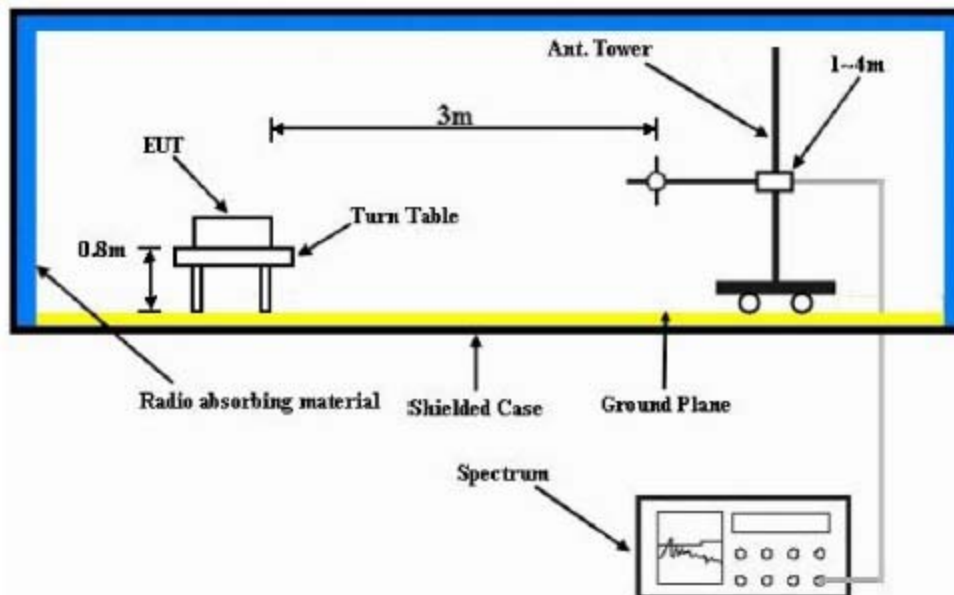 Ant. Tower
1~4m
3m
EUT
Turn Table
0.8m
Radio absorbing material
Shielded Case
Ground Plane
Spectrum